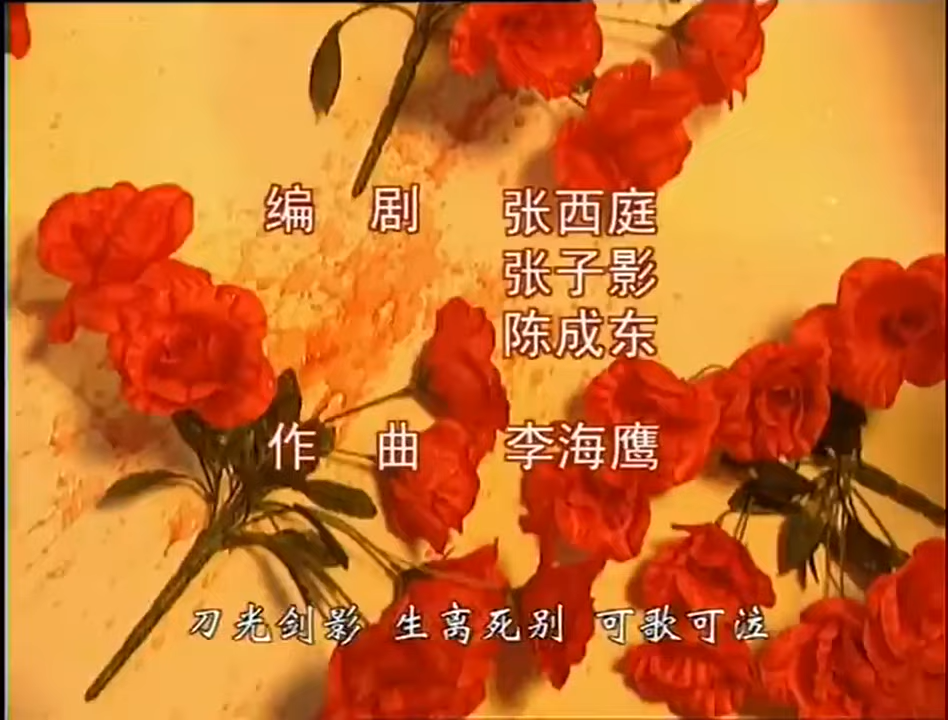 编 剧 张西庭
张子影
陈成东
作 曲 李海鹰
刀光剑影 生离死别 可歌可泣